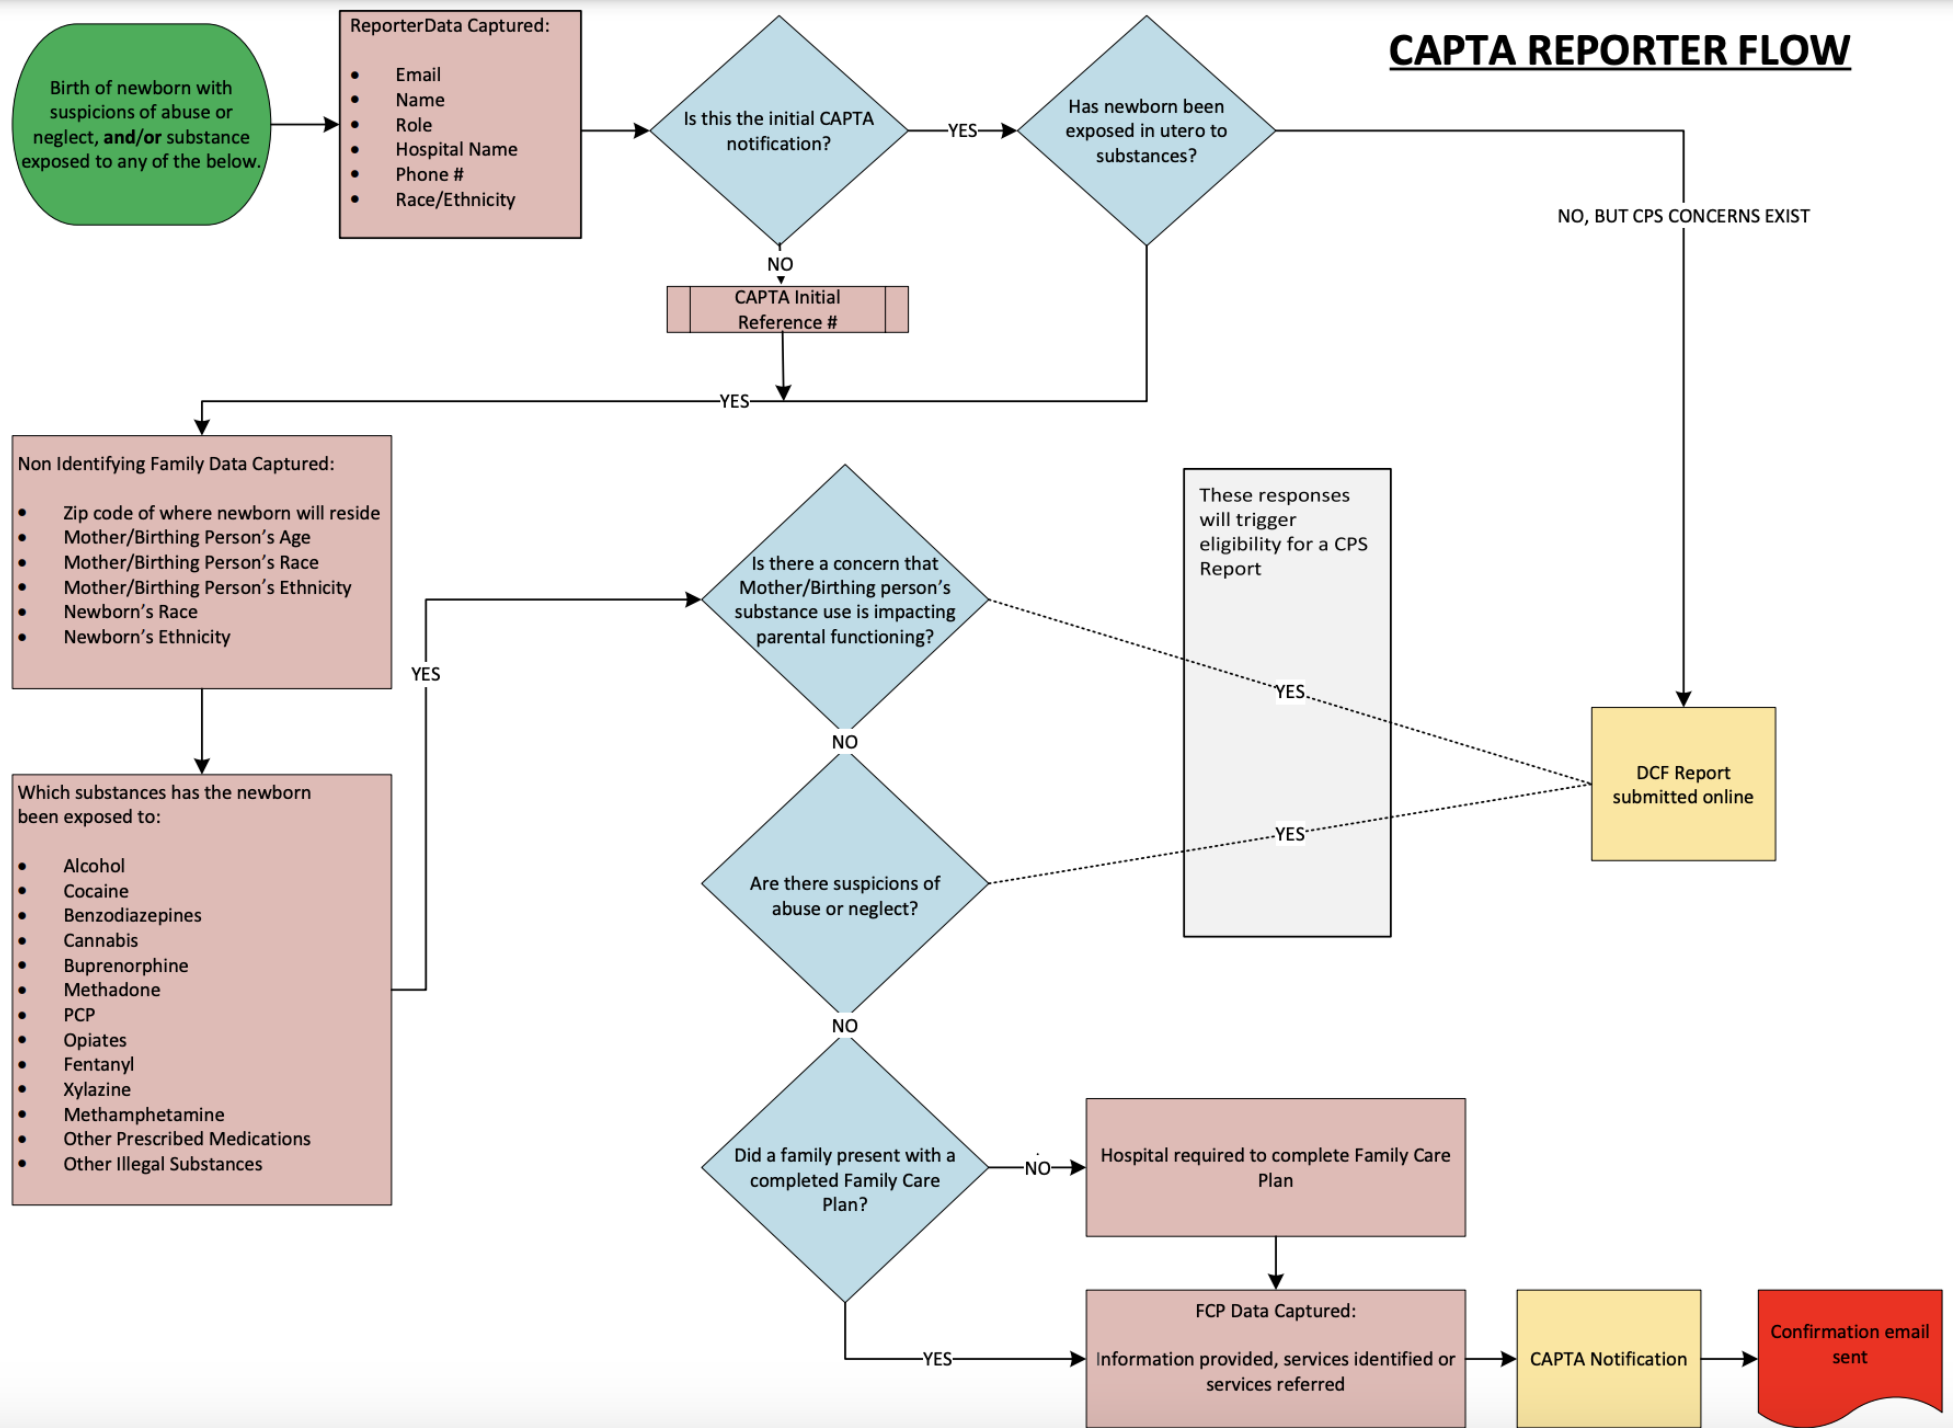 CAPTA REPORTER FLOW
Birth of newborn with
suspicions of abuse or
neglect, and/or substance
exposed to any of the below.
ReporterData Captured:
• Email
• Name
• Role
• Hospital Name
• Phone #
• Race/Ethnicity
Is this the initial CAPTA
notification?
YES
Has newborn been
exposed in utero to
substances?
NO, BUT CPS CONCERNS EXIST
NO
CAPTA Initial
Reference #
YES
Non Identifying Family Data Captured:
• Zip code of where newborn will reside
• Mother/Birthing Person’s Age
• Mother/Birthing Person’s Race
• Mother/Birthing Person’s Ethnicity
• Newborn’s Race
• Newborn’s Ethnicity
Which substances has the newborn
been exposed to:
• Alcohol
• Cocaine
• Benzodiazepines
• Cannabis
• Buprenorphine
• Methadone
• PCP
• Opiates
• Fentanyl
• Xylazine
• Methamphetamine
• Other Prescribed Medications
• Other Illegal Substances
YES
Is there a concern that
Mother/Birthing person’s
substance use is impacting
parental functioning?
These responses
will trigger
eligibility for a CPS
Report
YES
NO
DCF Report
submitted online
YES
Are there suspicions of
abuse or neglect?
NO
Did a family present with a
completed Family Care
Plan?
NO
Hospital required to complete Family Care
Plan
YES
FCP Data Captured:
Information provided, services identified or
services referred
CAPTA Notification
Confirmation email
sent